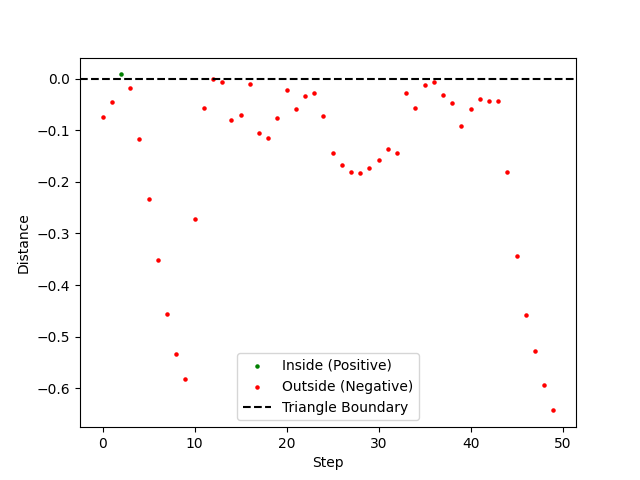 0.0
−0.1
−0.2
−0.3
−0.4
−0.5
−0.6
Distance
Inside (Positive)
Outside (Negative)
Triangle Boundary
0
10
20
30
40
50
Step